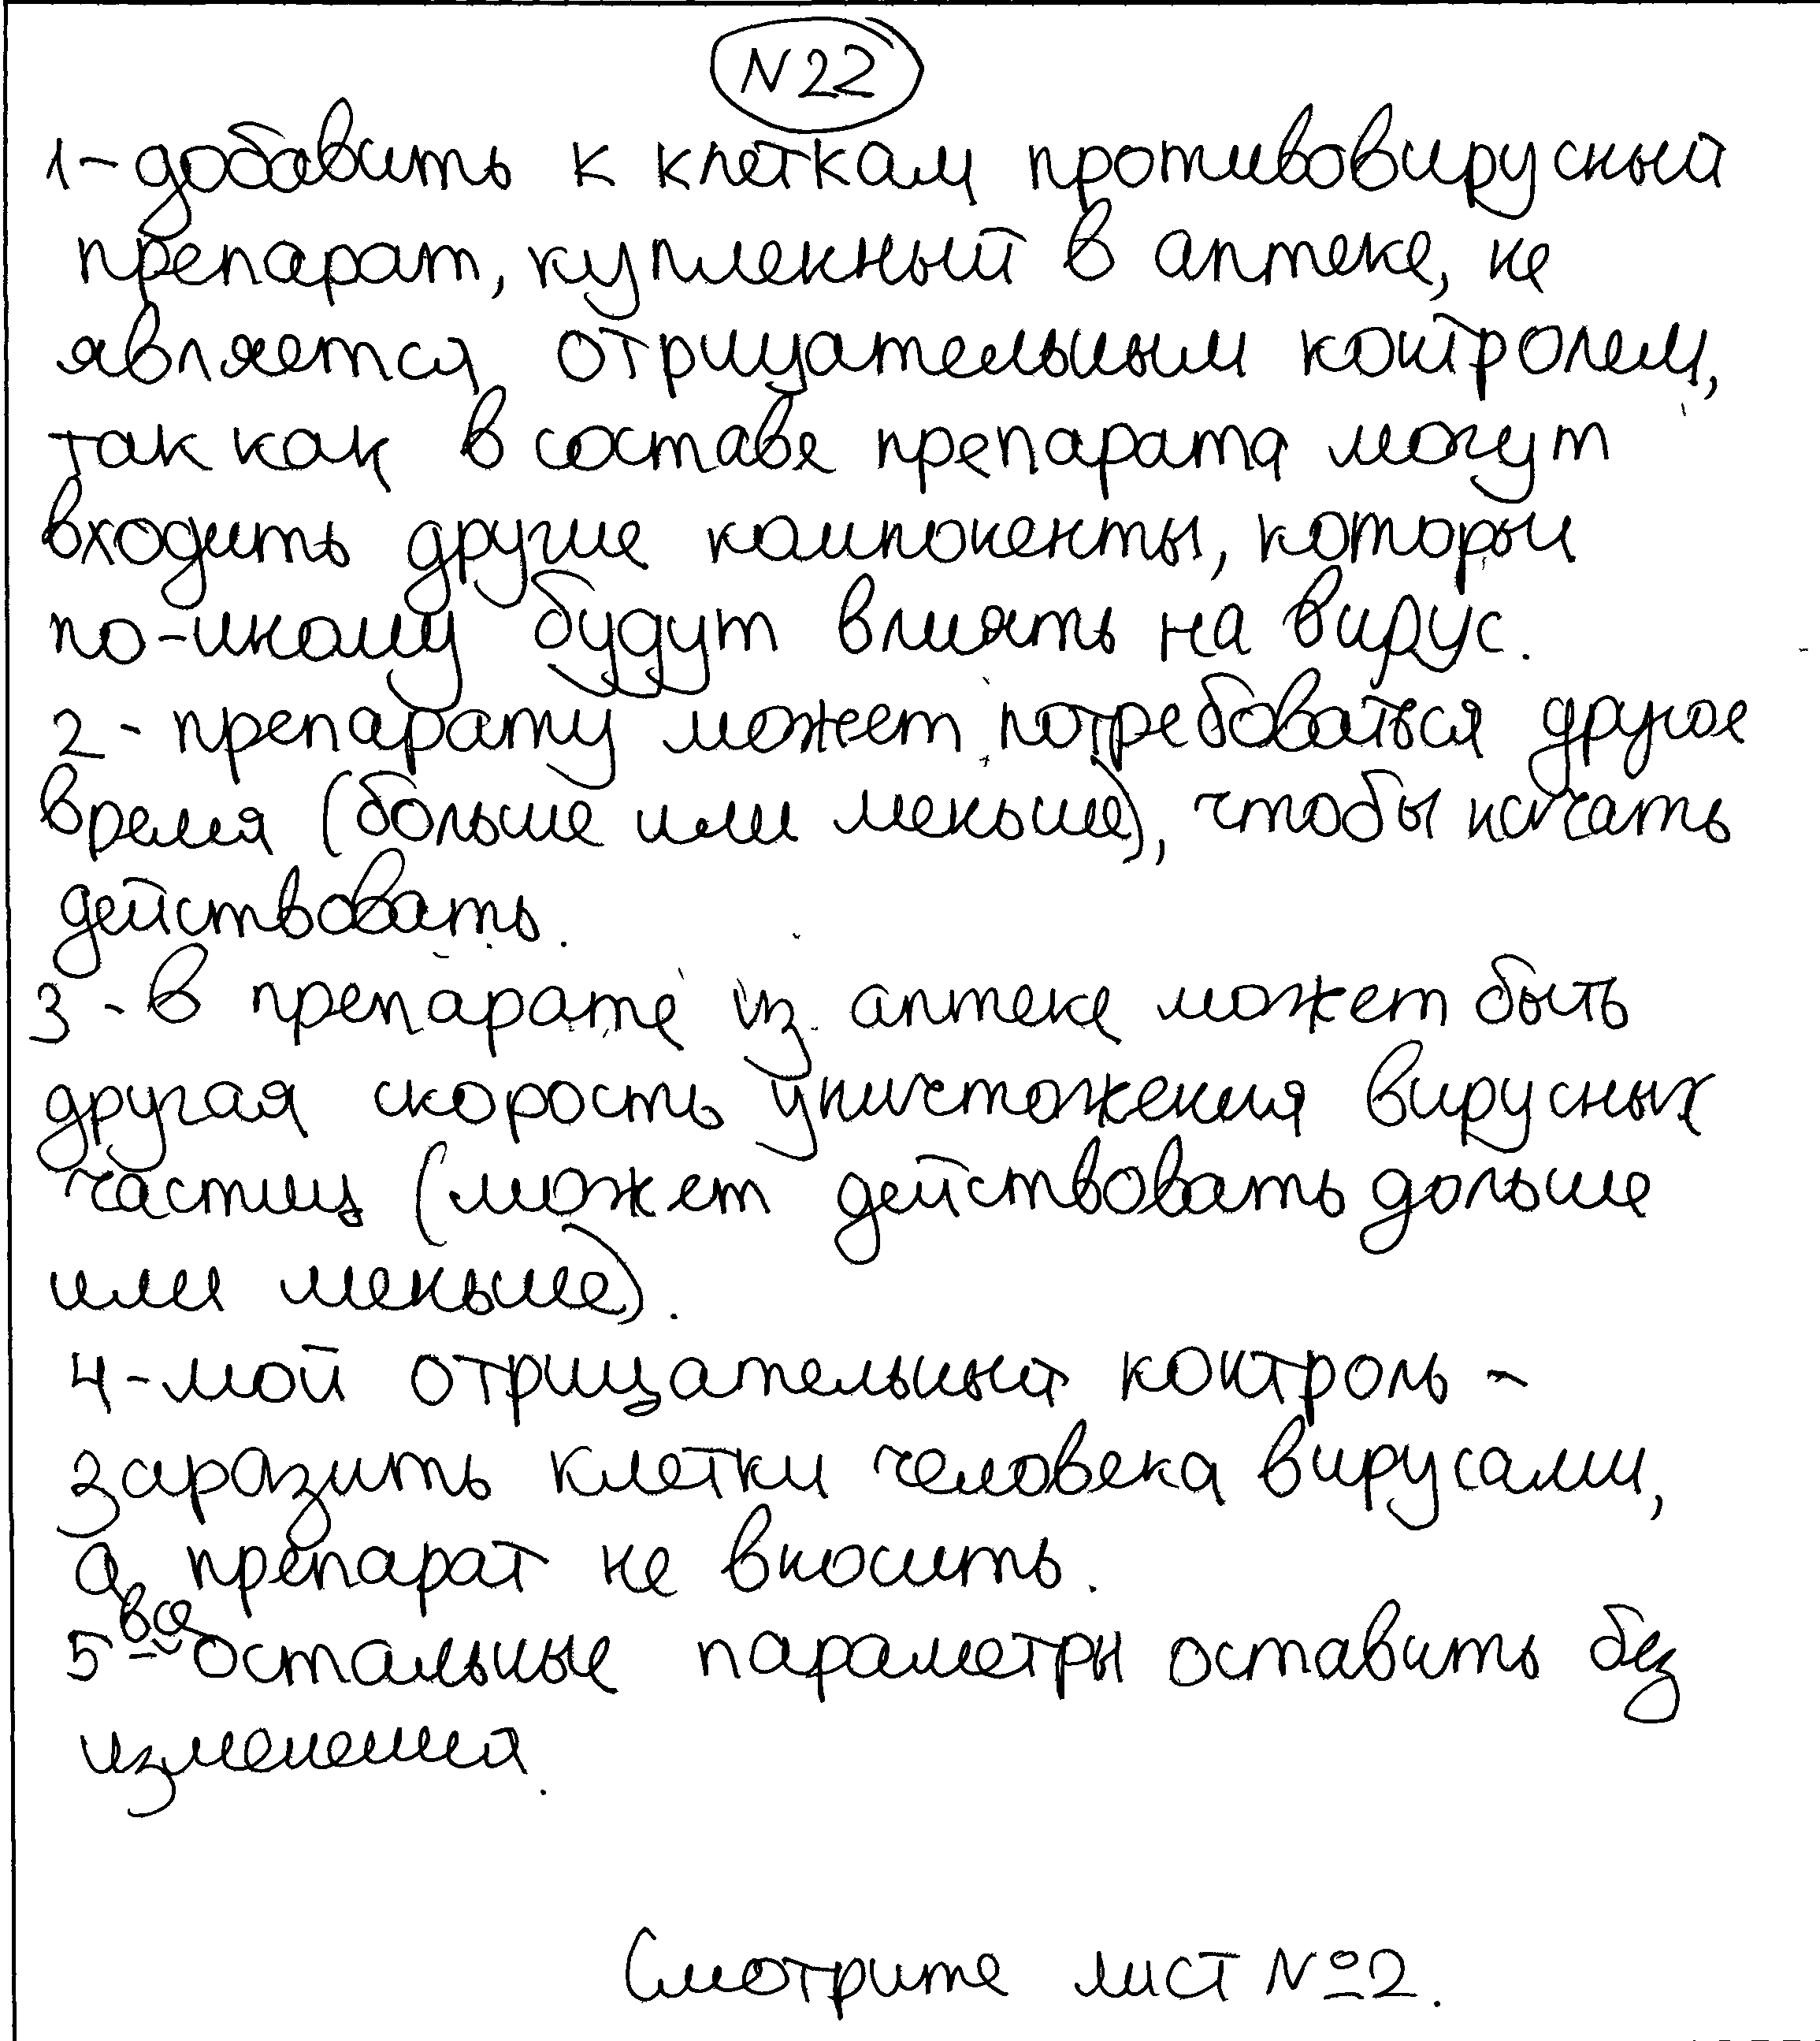 N22
1-добавить к клеткам противовирусный
препарат, купленный в аптеке, не
является отрицательным контролем,
так как в составе препарата могут
входить другие компоненты, которы
по-иному будут влиять на вирус.
2- препарату может потребоваться другое
время (больше или меньше), чтобы начать
действовать.
3- в препарате из аптеке может быть
другая скорость уничтожения вирусных
частиц (может действовать дольше
или меньше).
4-мой отрицательный контроль -
заразить клетки человека вирусами,
а препарат не вносить.
5-все остальные параметры оставить без
изменения.
Смотрите лист №2.